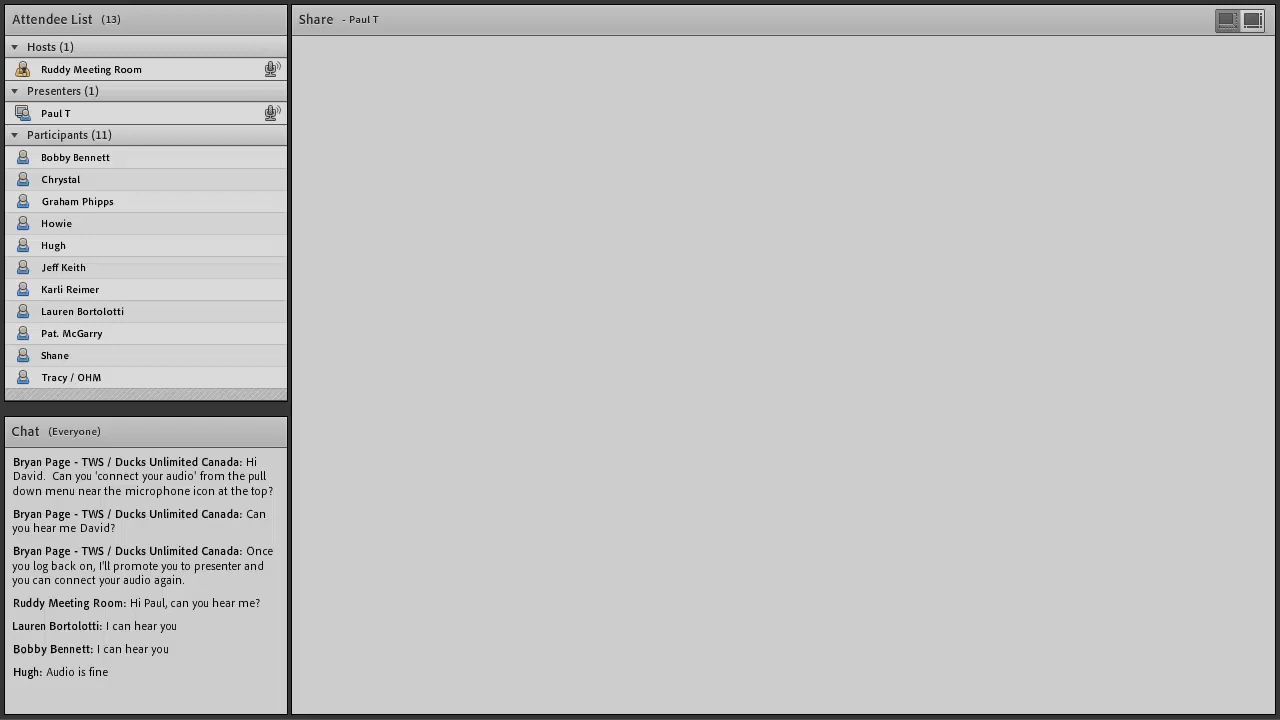 Attendee List (13)
Hosts (1)
Ruddy Meeting Room
Presenters (1)
Paul T
Participants (11)
Bobby Bennett
Chrystal
Graham Phipps
Howie
Hugh
Jeff Keith
Karli Reimer
Lauren Bortolotti
Pat. McGarry
Shane
Tracy / OHM
Chat (Everyone)
Bryan Page - TWS / Ducks Unlimited Canada: Hi
David. Can you 'connect your audio' from the pull
down menu near the microphone icon at the top?
Bryan Page - TWS / Ducks Unlimited Canada: Can
you hear me David?
Bryan Page - TWS / Ducks Unlimited Canada: Once
you log back on, I'll promote you to presenter and
you can connect your audio again.
Ruddy Meeting Room: Hi Paul, can you hear me?
Lauren Bortolotti: I can hear you
Bobby Bennett: I can hear you
Hugh: Audio is fine
Share - Paul T